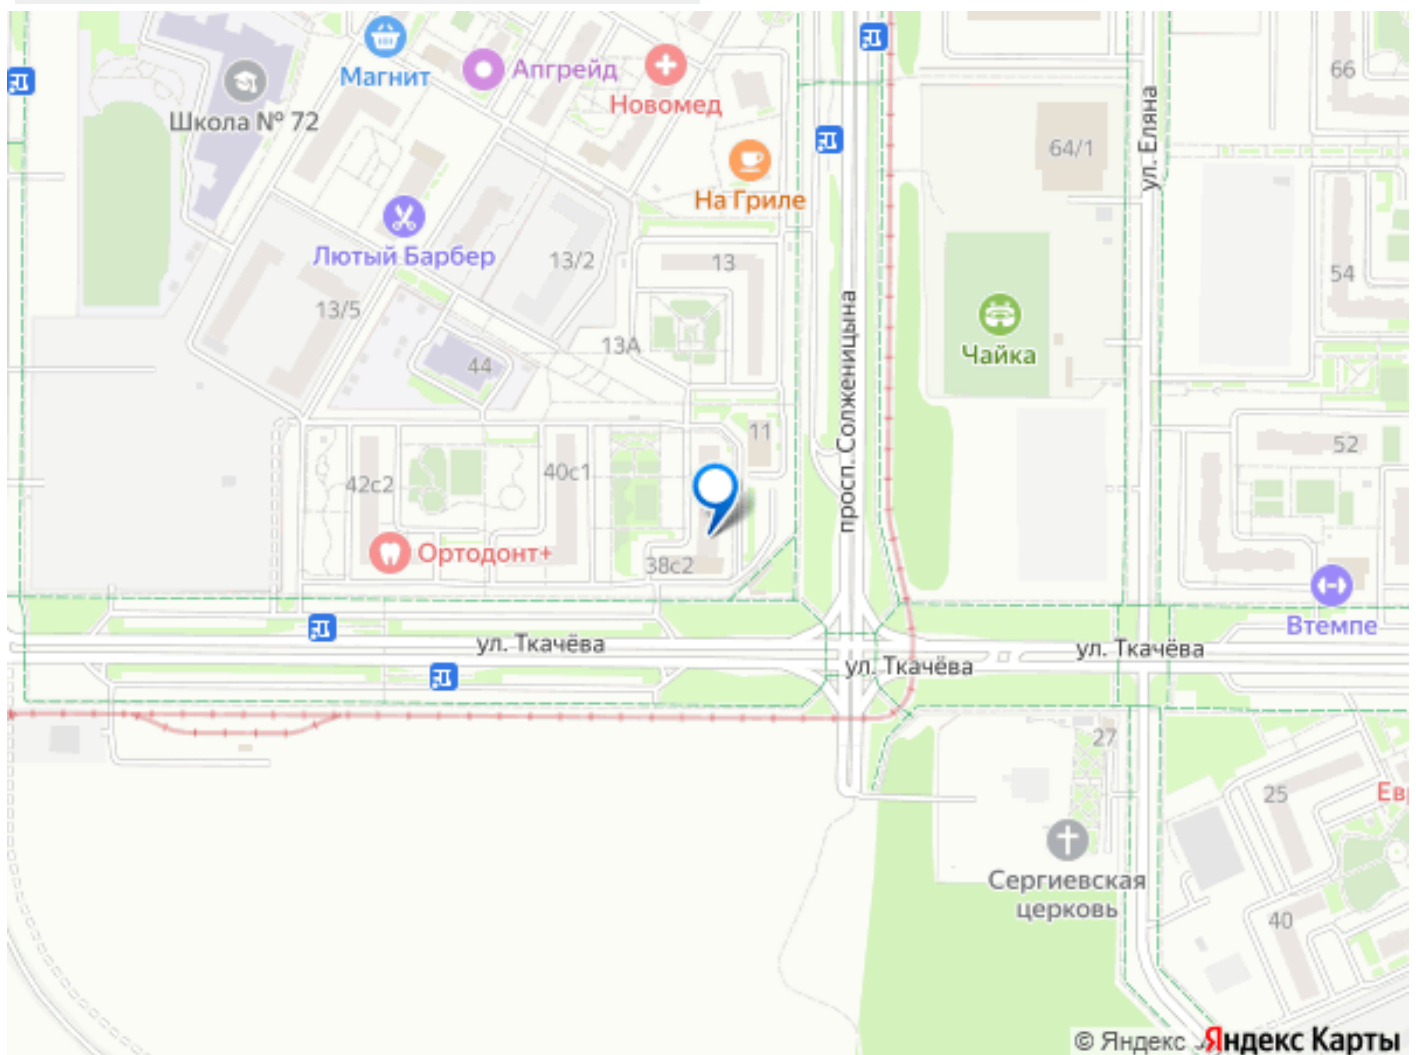 Магнит
Апгрейд
Новомед
66
Школа № 72
64/1
ул. Еляна
На Гриле
Лютый Барбер
13/2
13
54
13/5
просп. Солженицына
13А
Чайка
44
11
52
42с2
40с1
Ортодонт+
38с2
Втемпе
ул. Ткачёва
ул. Ткачёва
ул. Ткачёва
27
25
Евр
Сергиевская
церковь
40
© Яндекс
Яндекс Карты